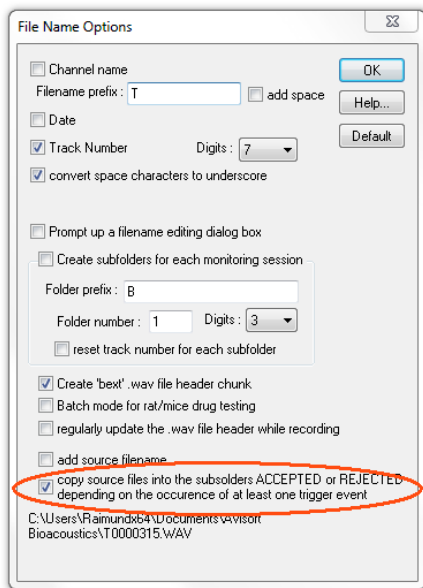 File Name Options
Channel name
OK
Filename prefix : T
add space
Help...
Date
Default
Track Number Digits : 7
convert space characters to underscore
Prompt up a filename editing dialog box
Create subfolders for each monitoring session
Folder prefix : B
Folder number : 1 Digits : 3
reset track number for each subfolder
Create 'bext' .wav file header chunk
Batch mode for rat/mice drug testing
regularly update the .wav file header while recording
add source filename
copy source files into the subsolders ACCEPTED or REJECTED
depending on the occurence of at least one trigger event
C:\Users\Raimundx64\Documents\Avisoft
Bioacoustics\T0000315.WAV